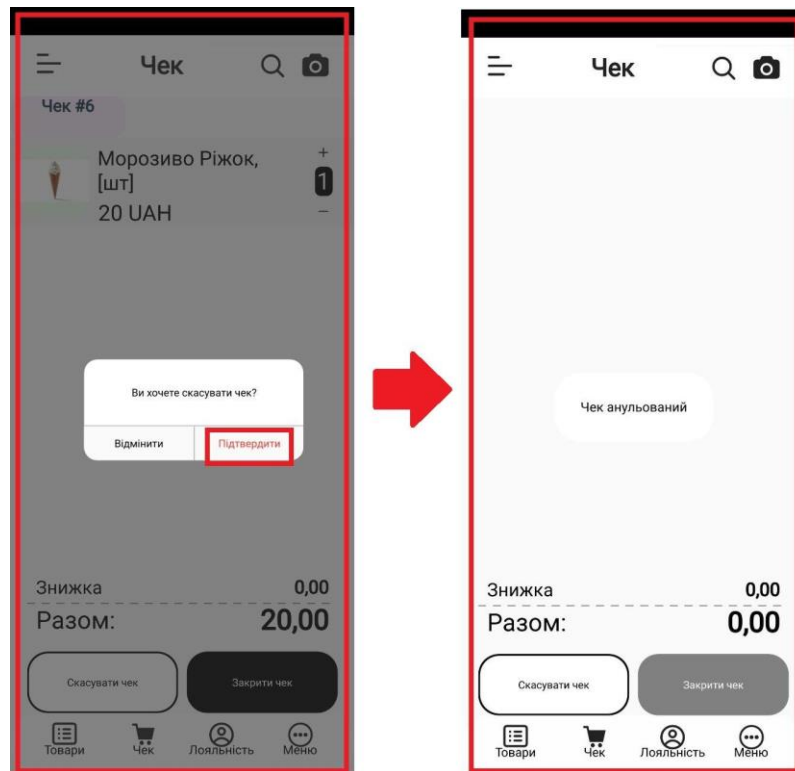 Чек
Чек #6
Морозиво Ріжок,
[шт]
20 UAH
+
1
−
Ви хочете скасувати чек?
Відмінити
Підтвердити
Знижка 0,00
Разом: 20,00
Скасувати чек
Закрити чек
Товари
Чек
Лояльність
Меню
Чек
Чек анульований
Знижка 0,00
Разом: 0,00
Скасувати чек
Закрити чек
Товари
Чек
Лояльність
Меню